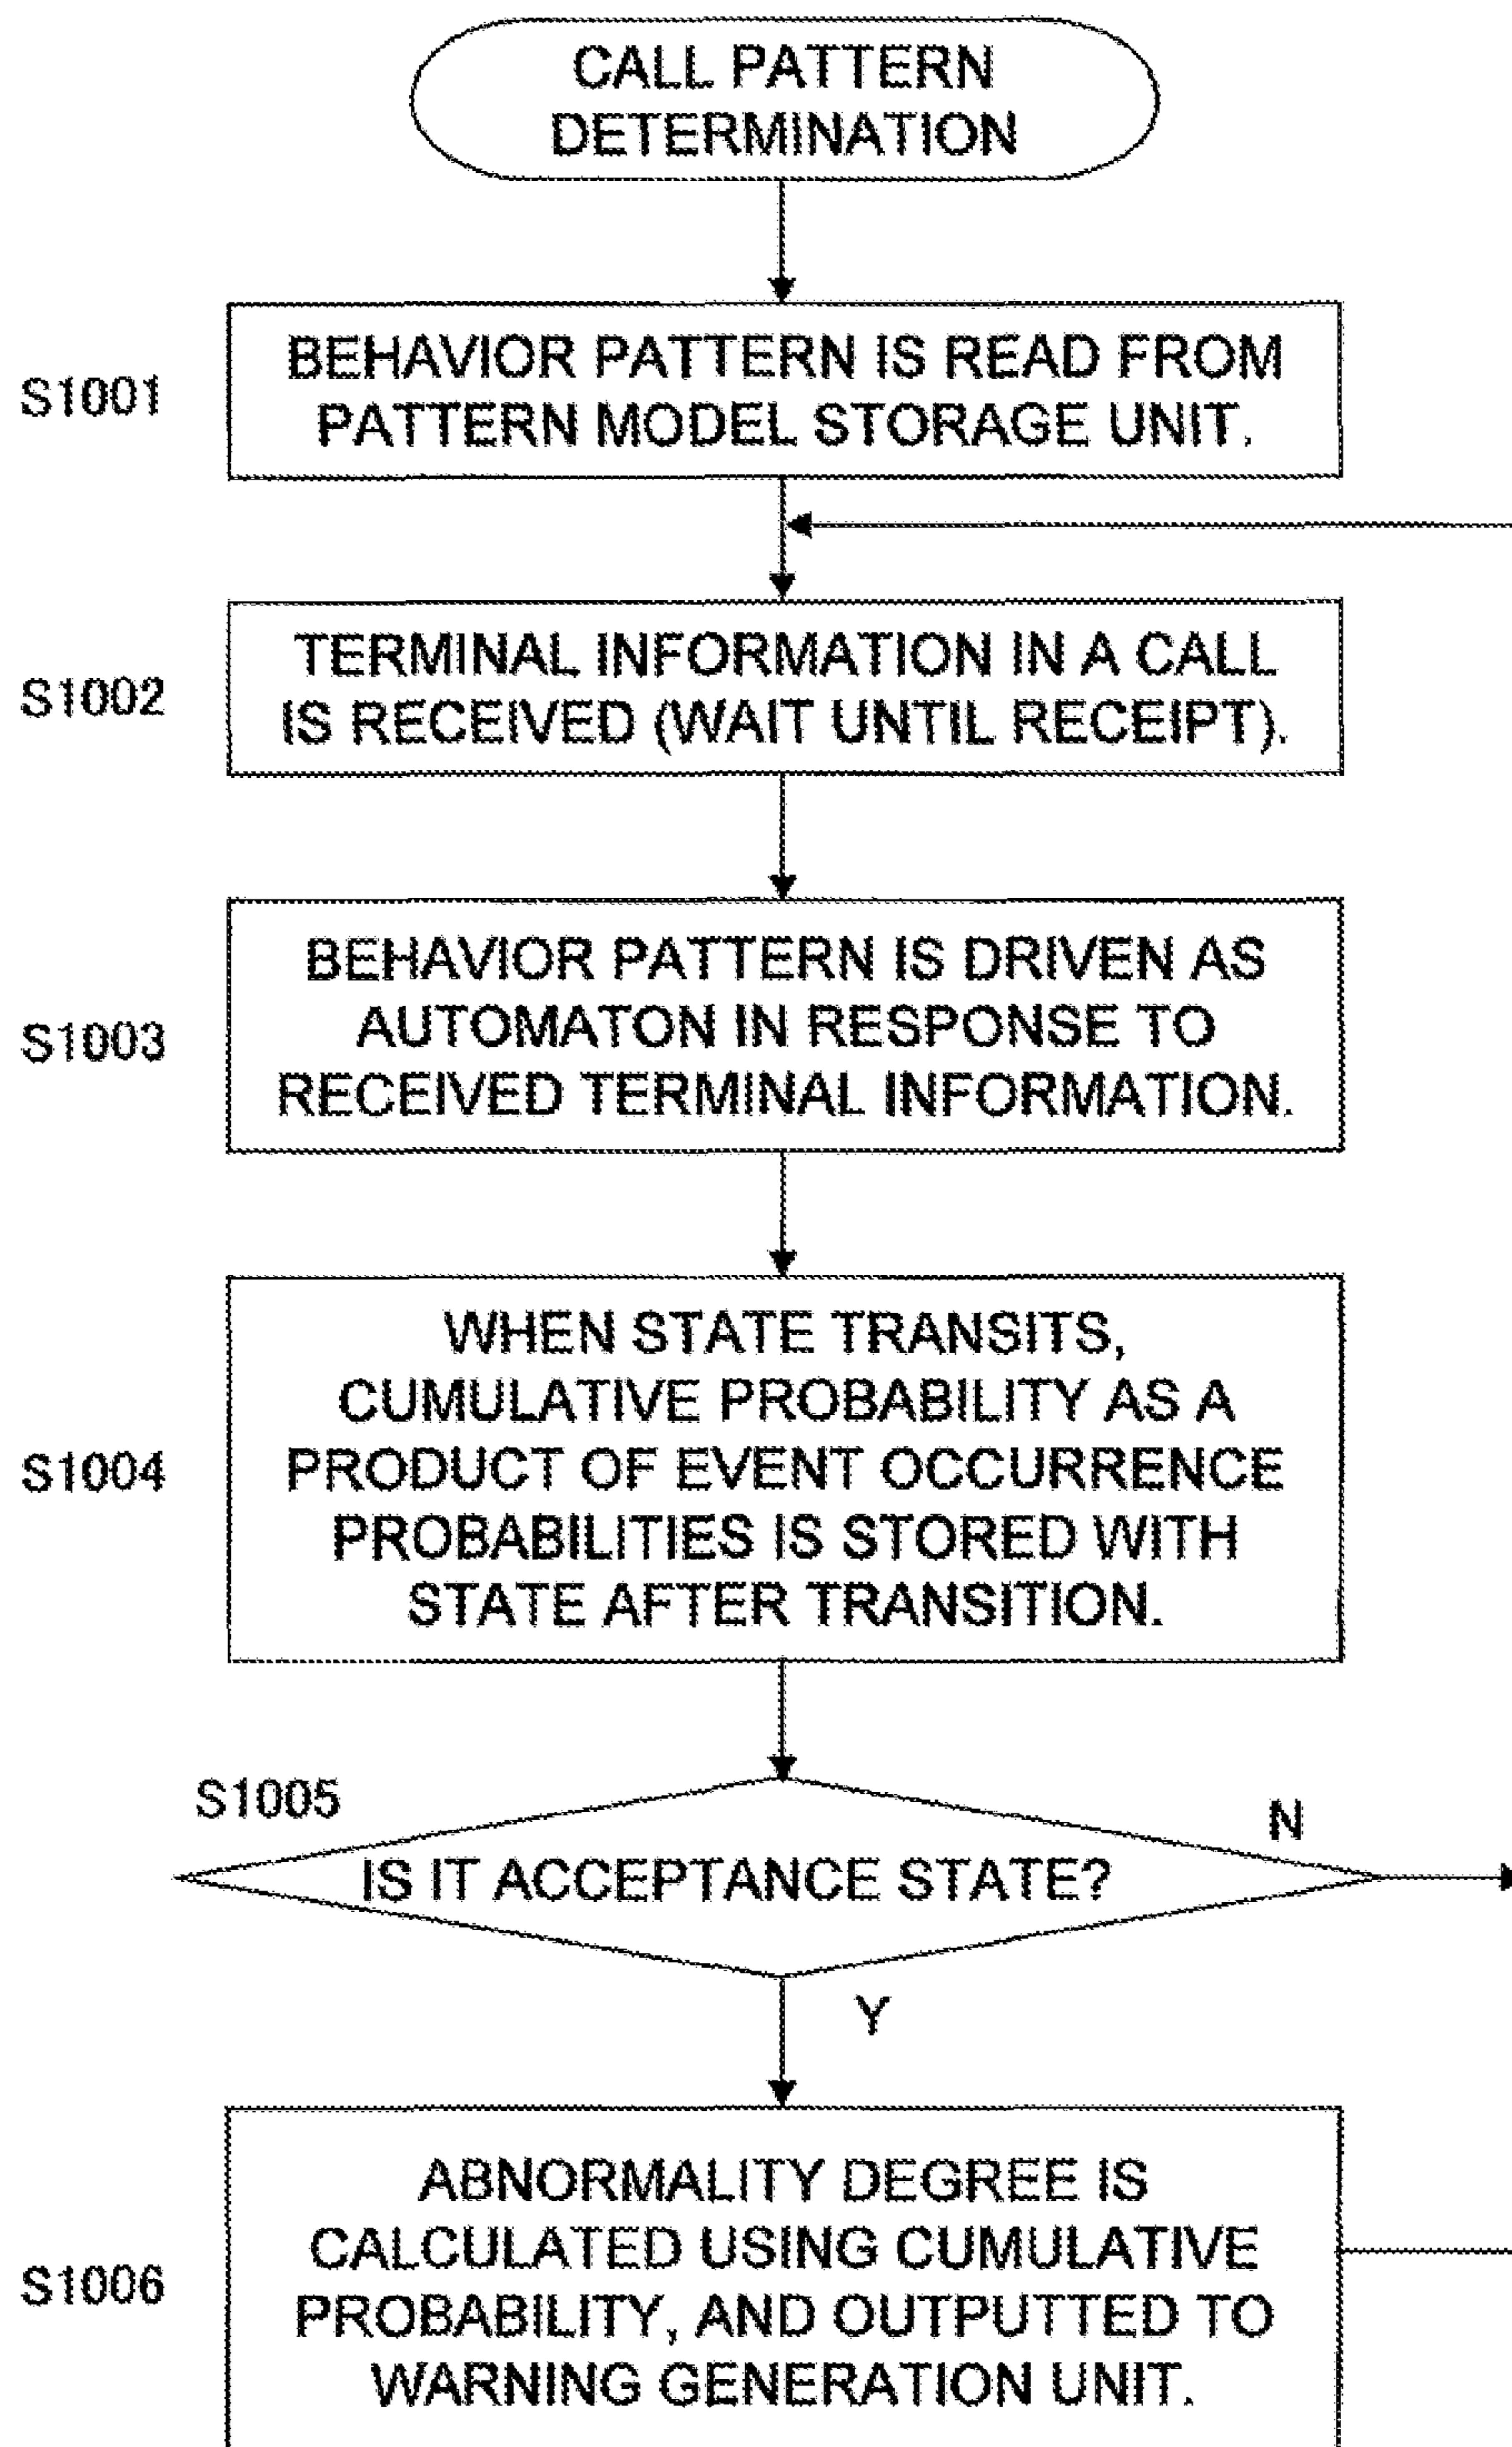 CALL PATTERN
DETERMINATION
S1001
BEHAVIOR PATTERN IS READ FROM
PATTERN MODEL STORAGE UNIT.
S1002
TERMINAL INFORMATION IN A CALL
IS RECEIVED (WAIT UNTIL RECEIPT).
S1003
BEHAVIOR PATTERN IS DRIVEN AS
AUTOMATON IN RESPONSE TO
RECEIVED TERMINAL INFORMATION.
S1004
WHEN STATE TRANSITS,
CUMULATIVE PROBABILITY AS A
PRODUCT OF EVENT OCCURRENCE
PROBABILITIES IS STORED WITH
STATE AFTER TRANSITION.
S1005
IS IT ACCEPTANCE STATE?
N
Y
S1006
ABNORMALITY DEGREE IS
CALCULATED USING CUMULATIVE
PROBABILITY, AND OUTPUTTED TO
WARNING GENERATION UNIT.